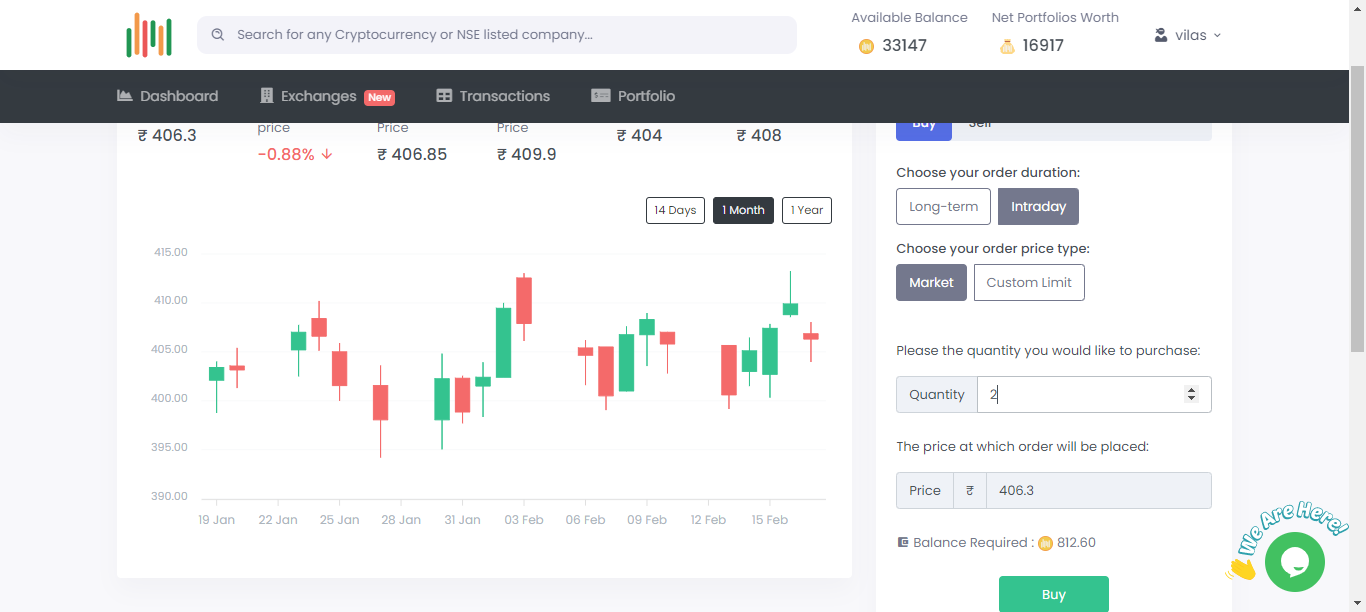 Available Balance
Net Portfolios Worth
Search for any Cryptocurrency or NSE listed company...
33147
16917
vilas
Dashboard
Exchanges New
Transactions
Portfolio
₹ 406.3
price
-0.88%
Price
₹ 406.85
Price
₹ 409.9
₹ 404
₹ 408
14 Days
1 Month
1 Year
415.00
410.00
405.00
400.00
395.00
390.00
19 Jan 22 Jan 25 Jan 28 Jan 31 Jan 03 Feb 06 Feb 09 Feb 12 Feb 15 Feb
Buy
Sell
Choose your order duration:
Long-term
Intraday
Choose your order price type:
Market
Custom Limit
Please the quantity you would like to purchase:
Quantity 2
The price at which order will be placed:
Price ₹ 406.3
Balance Required : 812.60
Buy
We Are Here!